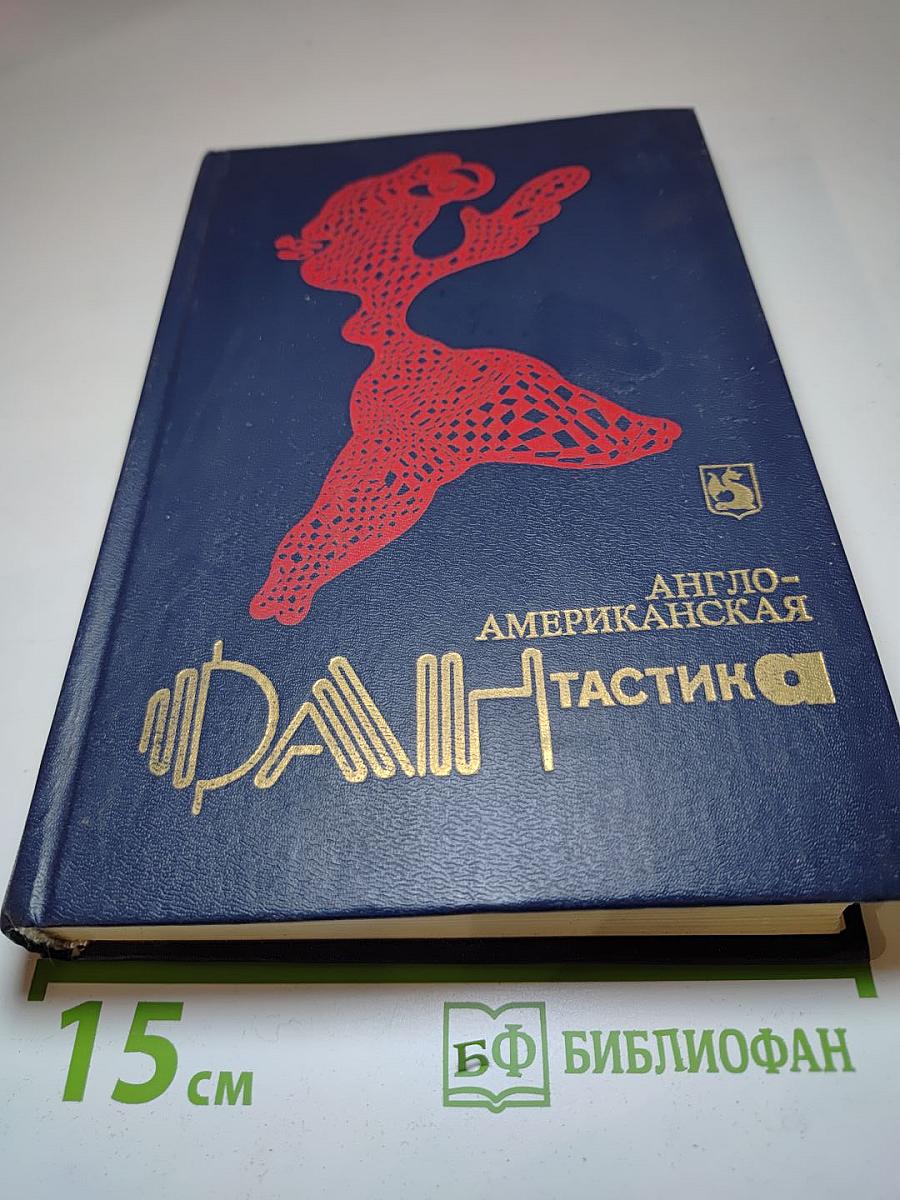 АНГЛО-
АМЕРИКАНСКАЯ
ФАНТАСТИКа
15 см
БФ БИБЛИОФАН